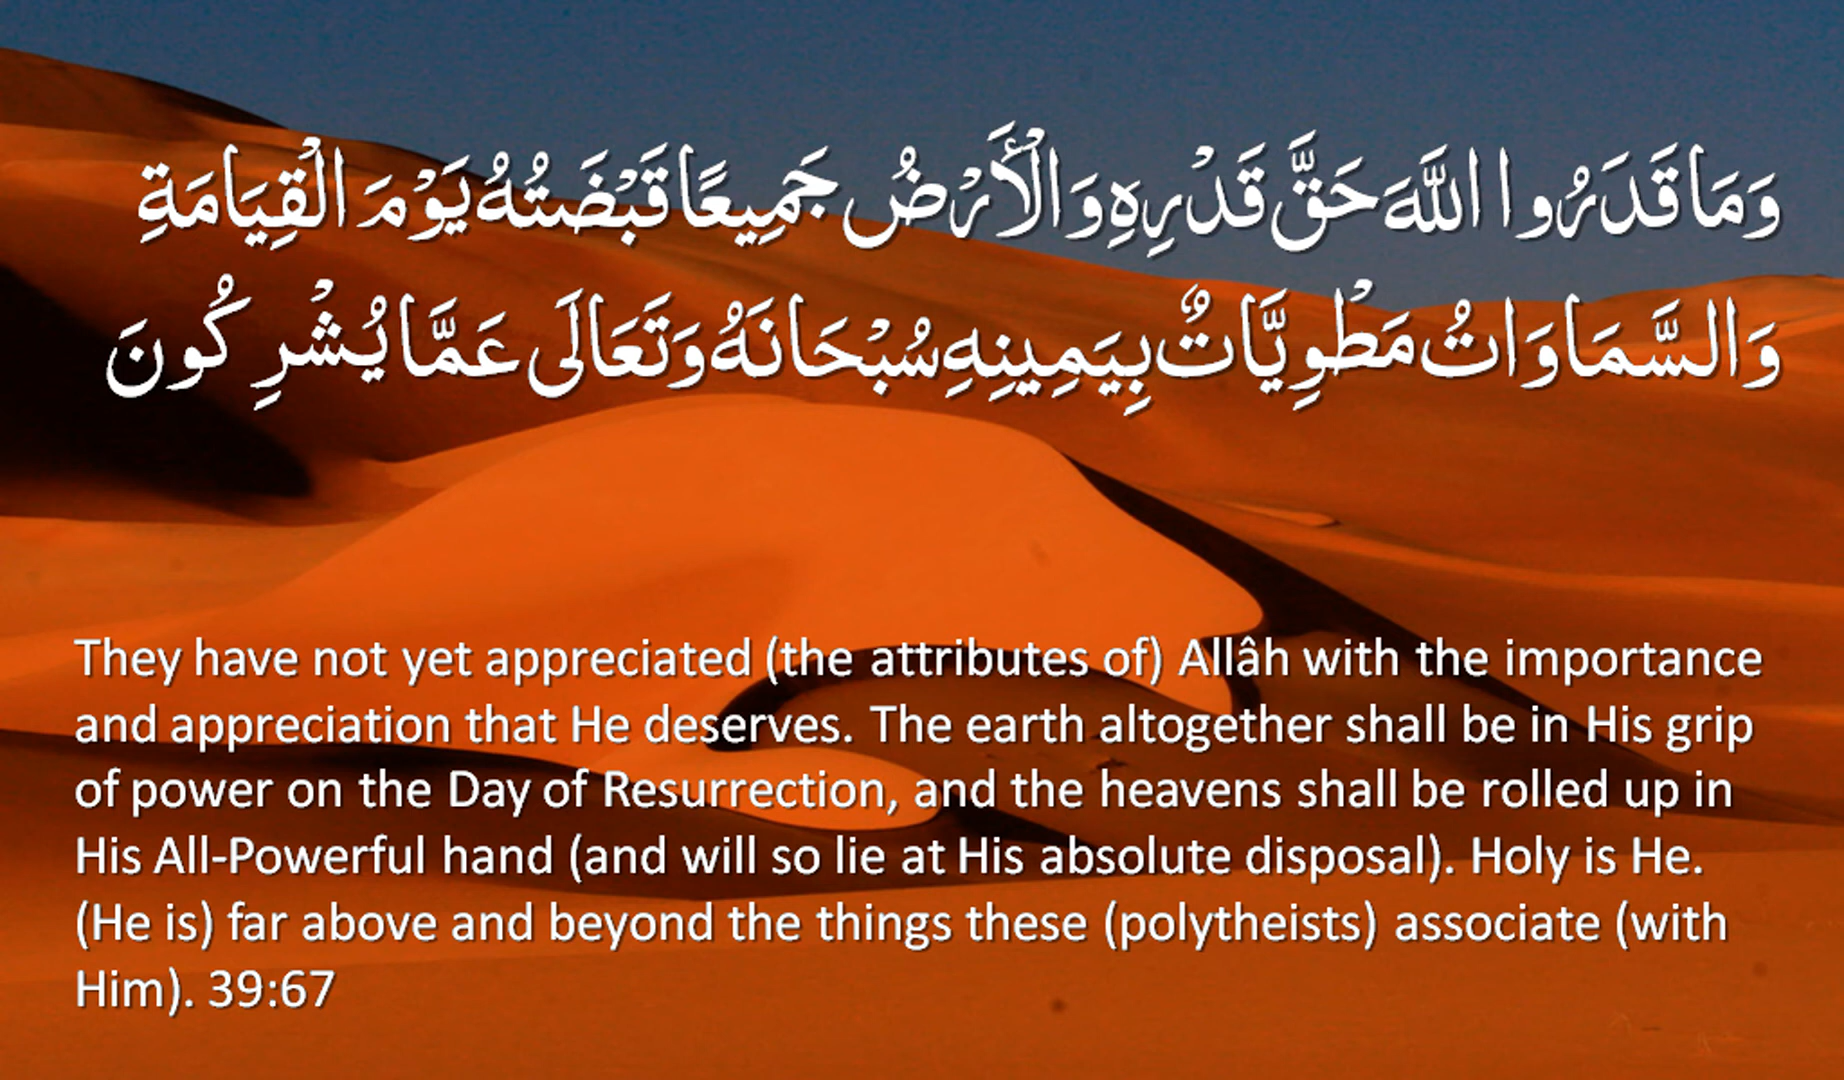 وَمَا قَدَرُوا اللَّهَ حَقَّ قَدْرِهِ وَالْأَرْضُ جَمِيعًا قَبْضَتُهُ يَوْمَ الْقِيَامَةِ
وَالسَّمَاوَاتُ مَطْوِيَّاتٌ بِيَمِينِهِ سُبْحَانَهُ وَتَعَالَى عَمَّا يُشْرِكُونَ
They have not yet appreciated (the attributes of) Allâh with the importance
and appreciation that He deserves. The earth altogether shall be in His grip
of power on the Day of Resurrection, and the heavens shall be rolled up in
His All-Powerful hand (and will so lie at His absolute disposal). Holy is He.
(He is) far above and beyond the things these (polytheists) associate (with
Him). 39:67